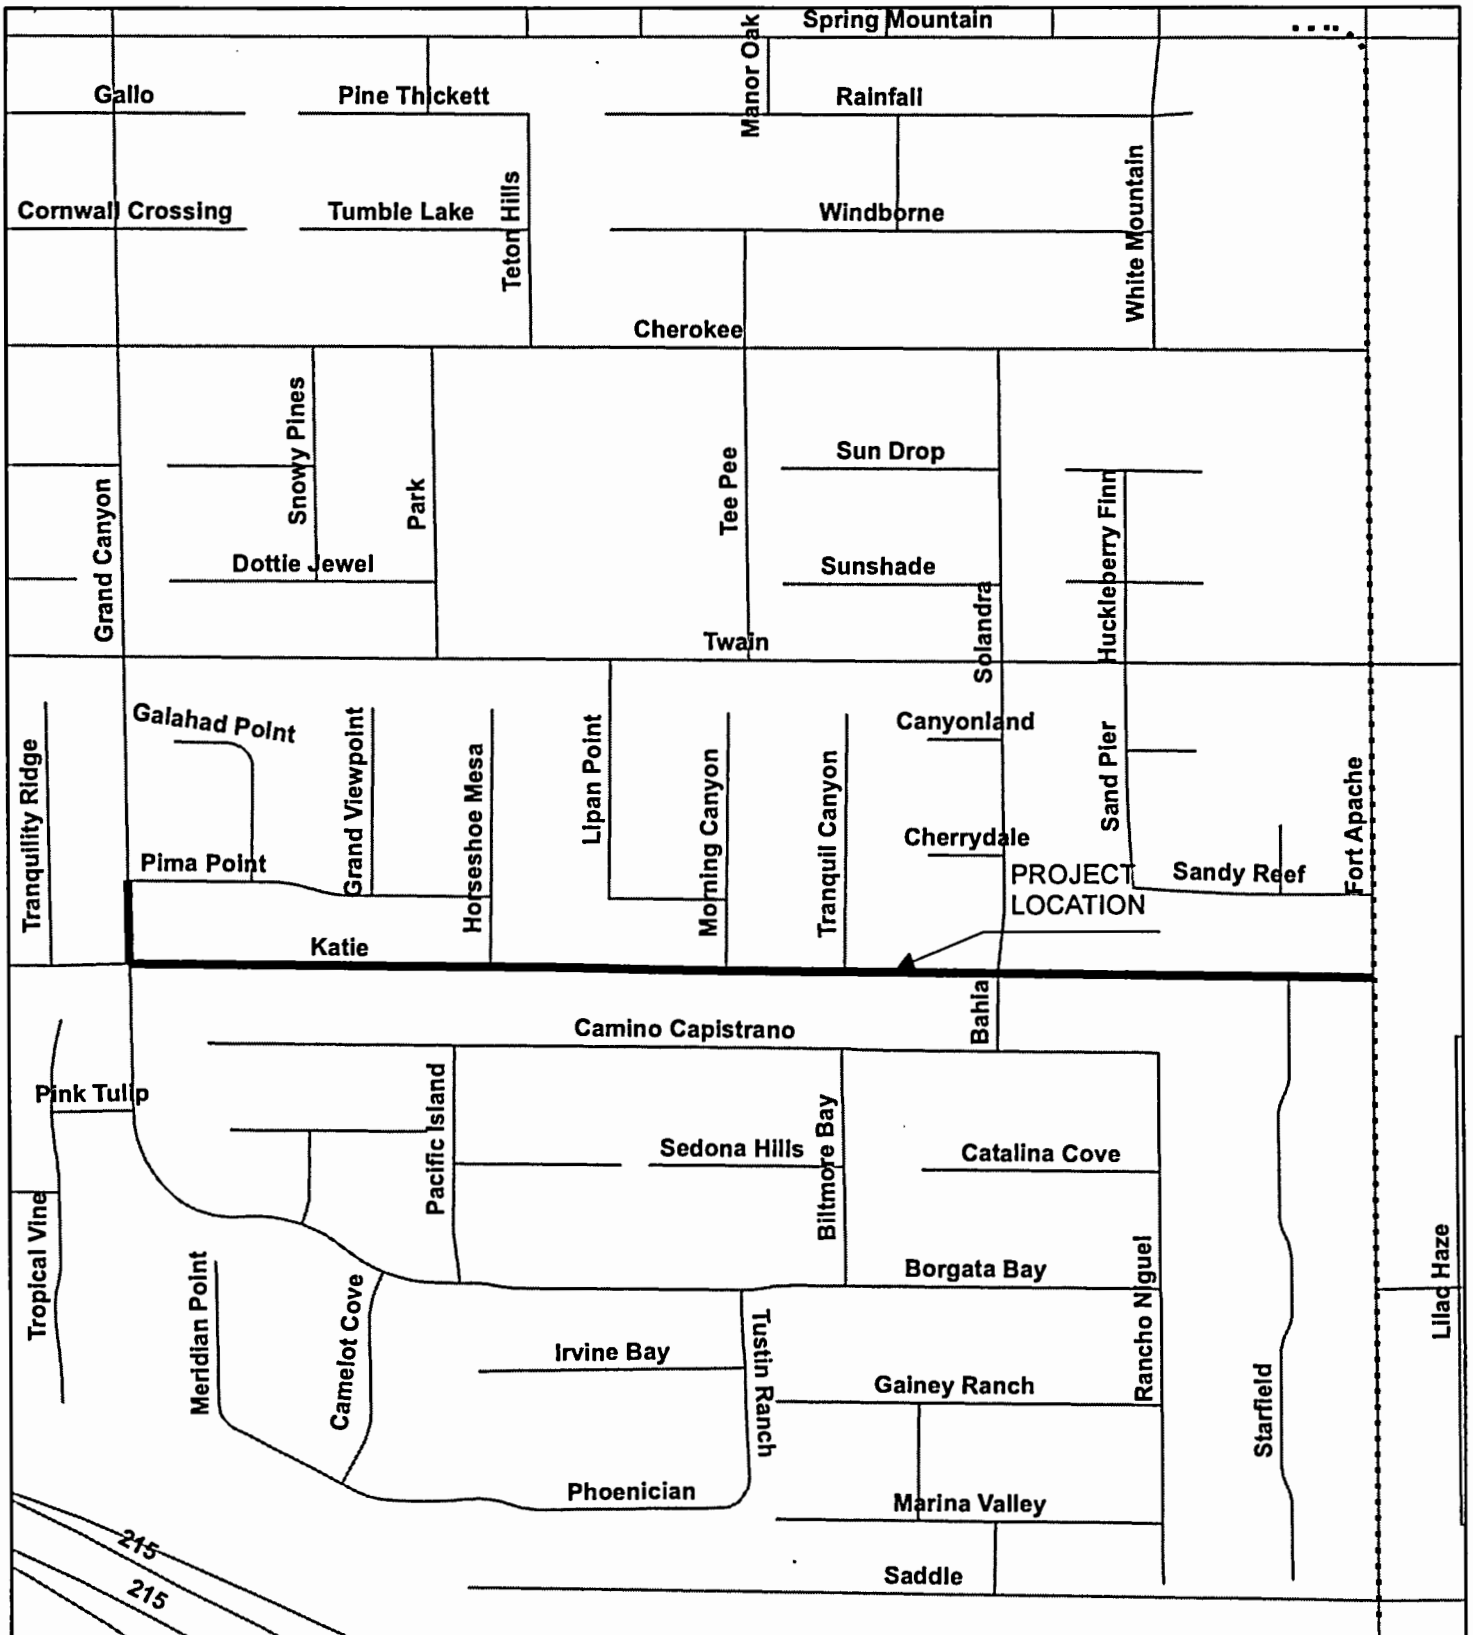 Spring Mountain
Manor Oak
Gallo
Pine Thickett
Rainfall
White Mountain
Teton Hills
Cornwall Crossing
Tumble Lake
Windborne
Cherokee
Snowy Pines
Park
Tee Pee
Sun Drop
Grand Canyon
Huckleberry Finn
Dottie Jewel
Sunshade
Solandra
Twain
Galahad Point
Grand Viewpoint
Horseshoe Mesa
Lipan Point
Morning Canyon
Tranquil Canyon
Canyonland
Sand Pier
Tranquility Ridge
Fort Apache
Cherrydale
Pima Point
PROJECT
LOCATION
Sandy Reef
Katie
Bahia
Camino Capistrano
Pink Tulip
Pacific Island
Biltmore Bay
Sedona Hills
Catalina Cove
Tropical Vine
Meridian Point
Camelot Cove
Borgata Bay
Rancho Niguel
Lilac Haze
Irvine Bay
Tustin Ranch
Gainey Ranch
Starfield
Phoenician
Marina Valley
215
215
Saddle